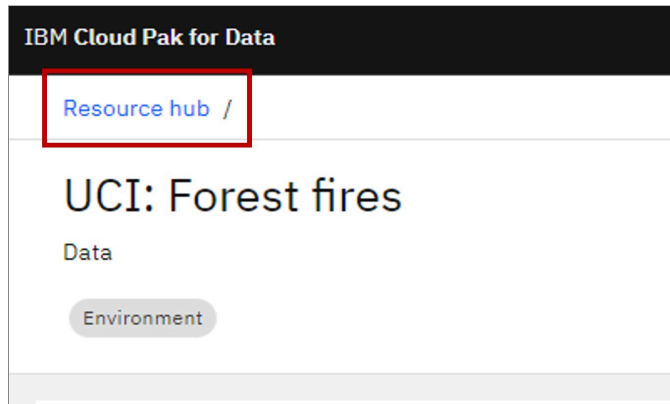 IBM Cloud Pak for Data
Resource hub /
UCI: Forest fires
Data
Environment